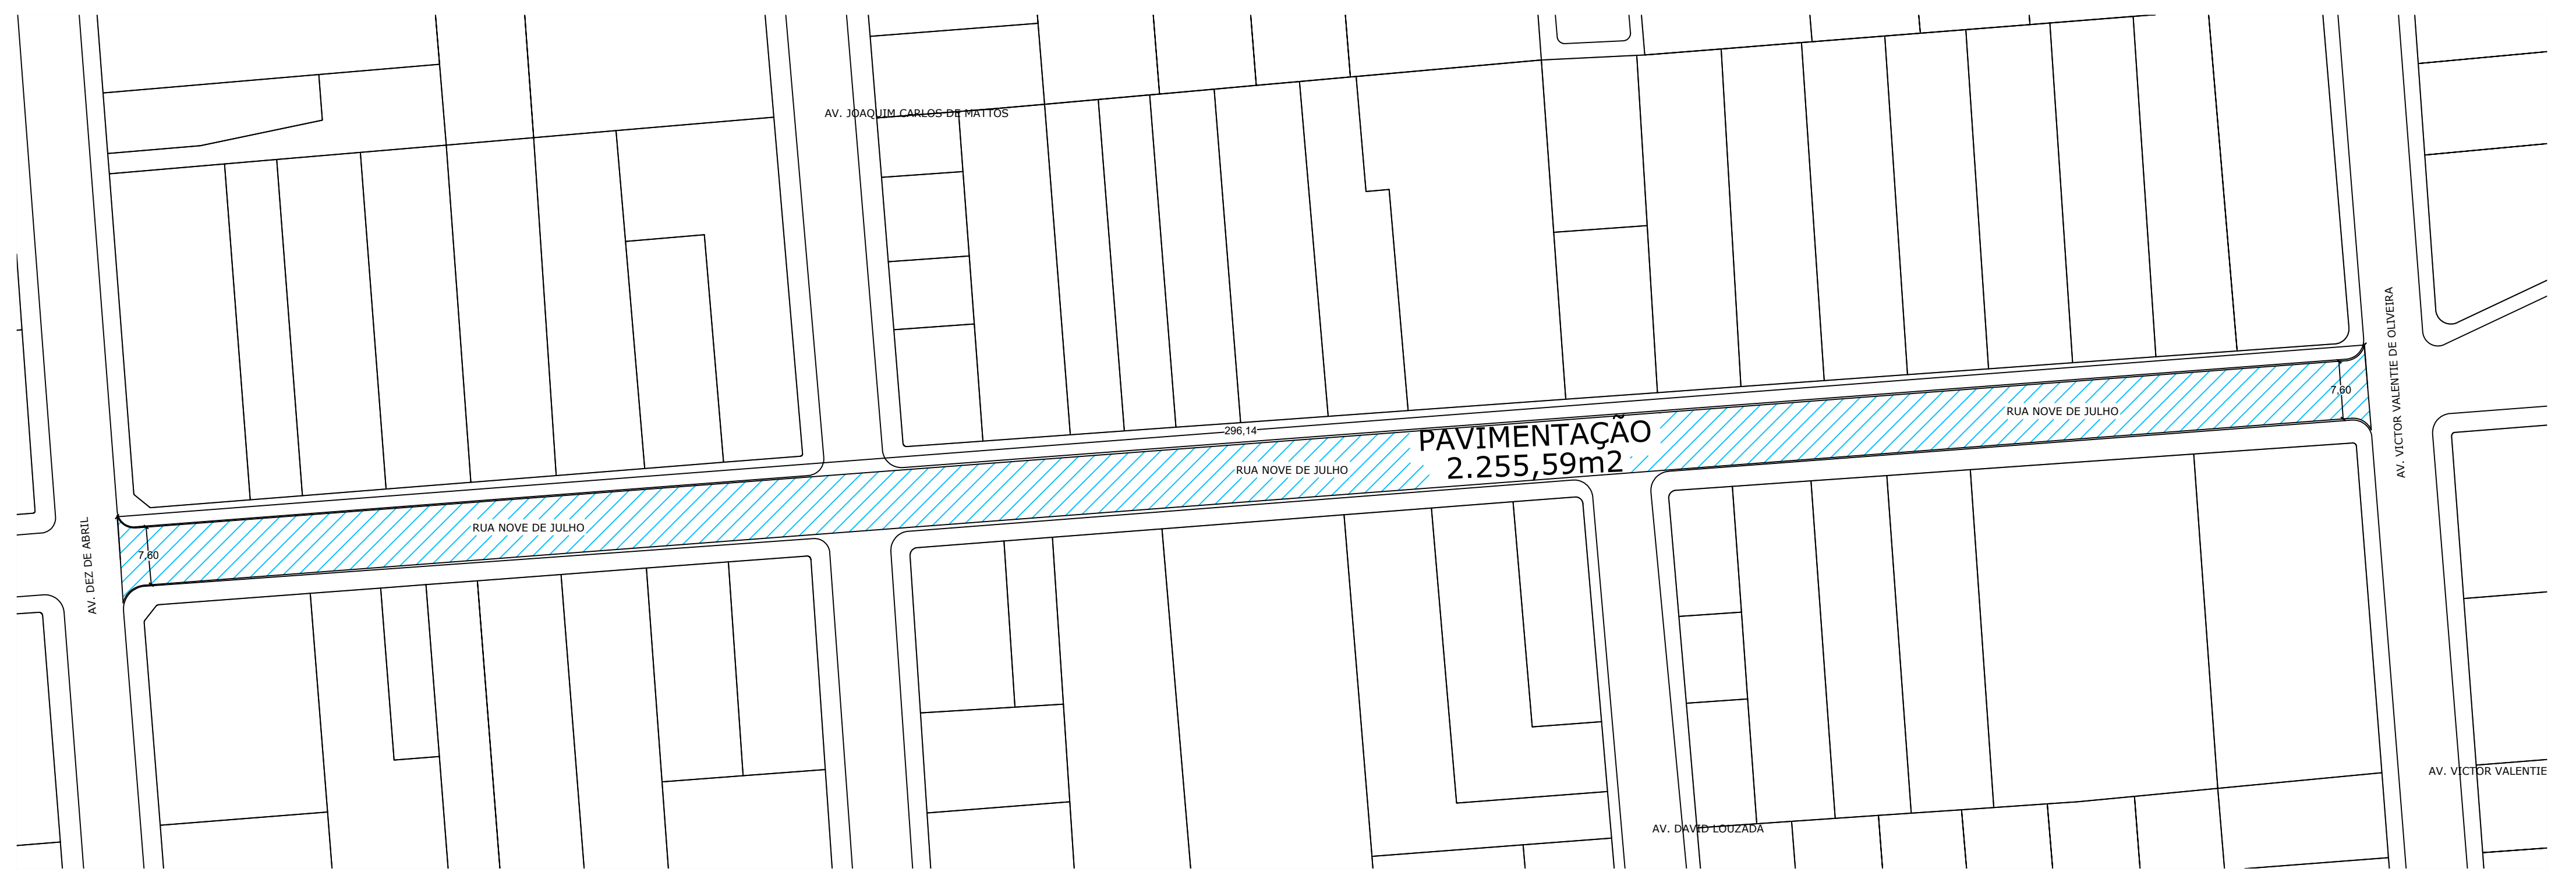 AV. JOAQUIM CARLOS DE MATTOS
AV. VICTOR VALENTIE DE OLIVEIRA
7,60
RUA NOVE DE JULHO
296,14
PAVIMENTAÇÃO
2.255,59m2
RUA NOVE DE JULHO
RUA NOVE DE JULHO
7,60
AV. DEZ DE ABRIL
AV. VICTOR VALENTIE
AV. DAVID LOUZADA